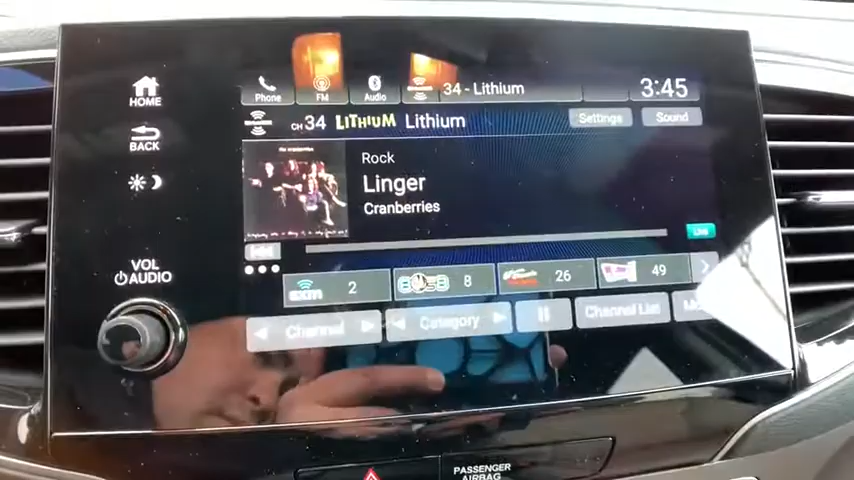 HOME
BACK
VOL
AUDIO
Phone
FM
Audio
34 - Lithium
3:45
CH 34 LiTHiUM Lithium
Settings
Sound
Rock
Linger
Cranberries
Live
sxm 2
8
26
49
Channel
Category
Channel List
PASSENGER
AIRBAG